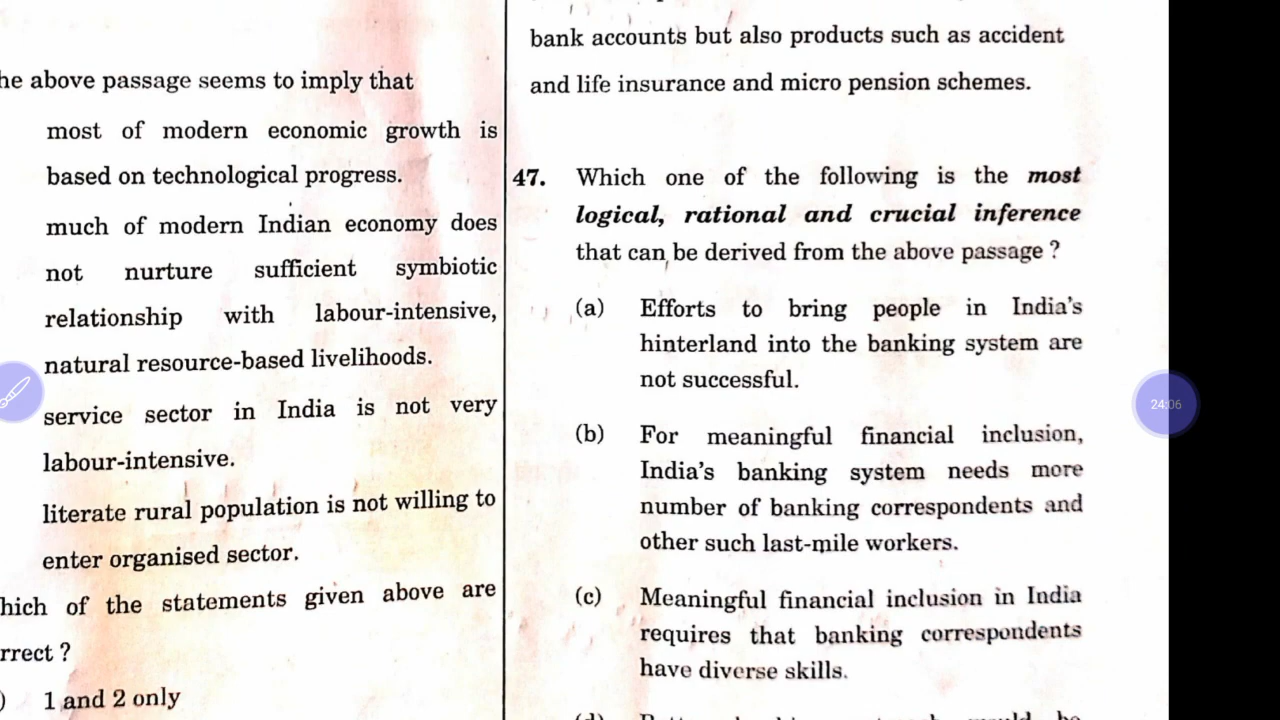 he above passage seems to imply that
most of modern economic growth is
based on technological progress.
much of modern Indian economy does
not nurture sufficient symbiotic
relationship with labour-intensive,
natural resource-based livelihoods.
service sector in India is not very
labour-intensive.
literate rural population is not willing to
enter organised sector.
hich of the statements given above are
rrect ?
) 1 and 2 only
bank accounts but also products such as accident
and life insurance and micro pension schemes.
47. Which one of the following is the most
logical, rational and crucial inference
that can be derived from the above passage ?
(a) Efforts to bring people in India's
hinterland into the banking system are
not successful.
(b) For meaningful financial inclusion,
India's banking system needs more
number of banking correspondents and
other such last-mile workers.
(c) Meaningful financial inclusion in India
requires that banking correspondents
have diverse skills.
24:06